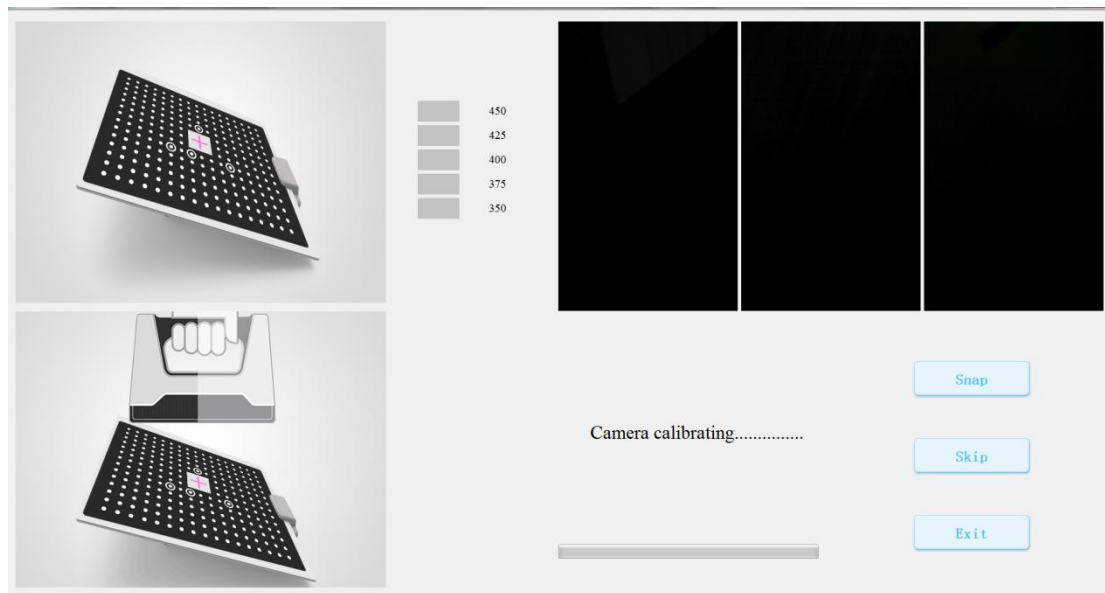 450
425
400
375
350
Camera calibrating...............
Snap
Skip
Exit